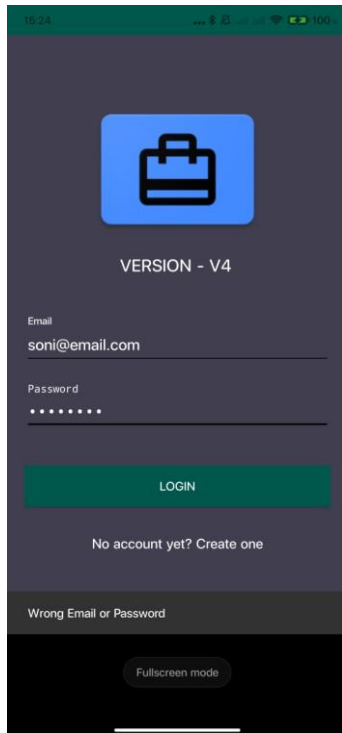 15:24 ... 100
VERSION - V4
Email
soni@email.com
Password
••••••••
LOGIN
No account yet? Create one
Wrong Email or Password
Fullscreen mode